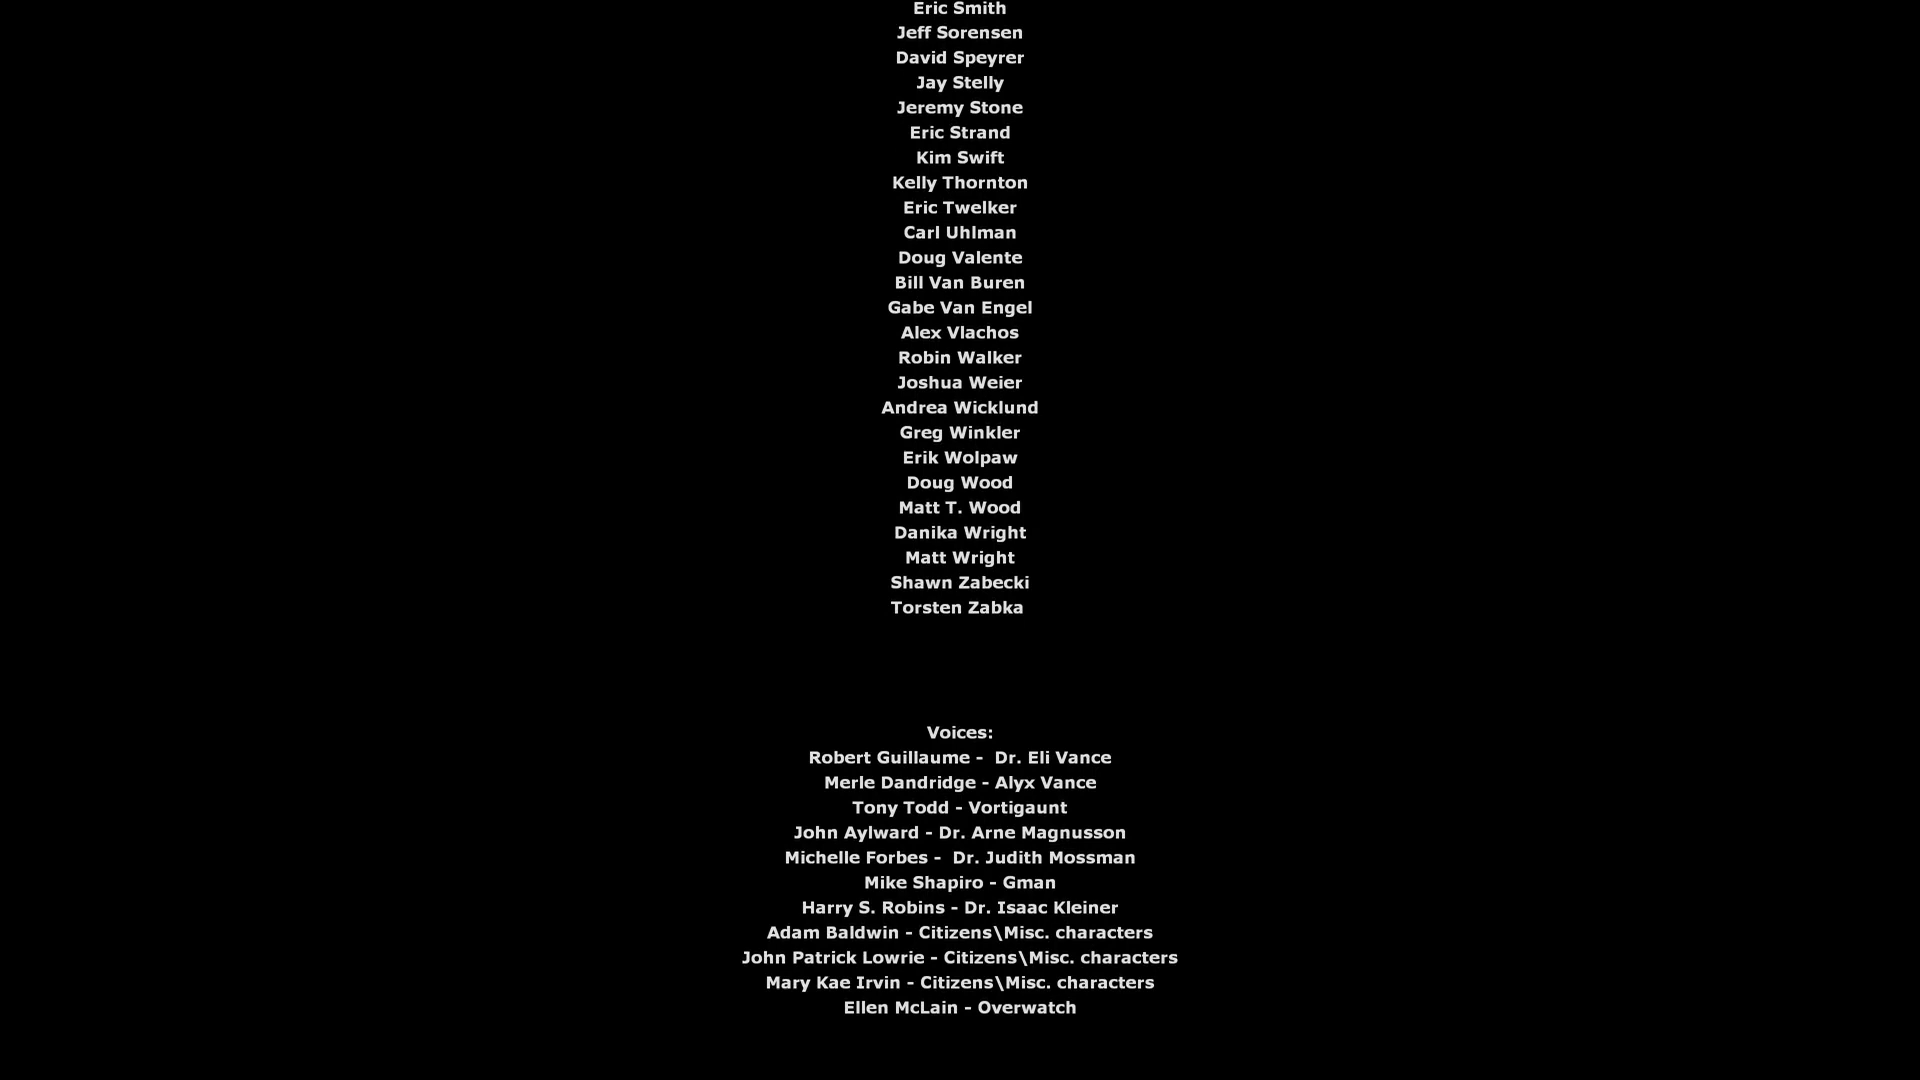 Eric Smith
Jeff Sorensen
David Speyrer
Jay Stelly
Jeremy Stone
Eric Strand
Kim Swift
Kelly Thornton
Eric Twelker
Carl Uhlman
Doug Valente
Bill Van Buren
Gabe Van Engel
Alex Vlachos
Robin Walker
Joshua Weier
Andrea Wicklund
Greg Winkler
Erik Wolpaw
Doug Wood
Matt T. Wood
Danika Wright
Matt Wright
Shawn Zabecki
Torsten Zabka
Voices:
Robert Guillaume -  Dr. Eli Vance
Merle Dandridge - Alyx Vance
Tony Todd - Vortigaunt
John Aylward - Dr. Arne Magnusson
Michelle Forbes -  Dr. Judith Mossman
Mike Shapiro - Gman
Harry S. Robins - Dr. Isaac Kleiner
Adam Baldwin - Citizens\Misc. characters
John Patrick Lowrie - Citizens\Misc. characters
Mary Kae Irvin - Citizens\Misc. characters
Ellen McLain - Overwatch